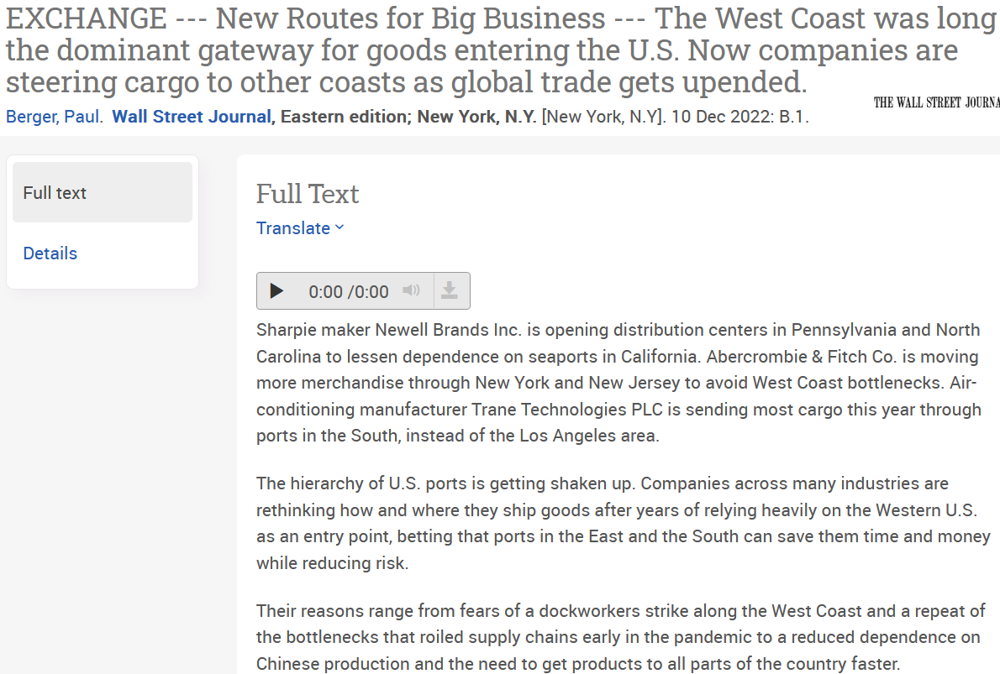 EXCHANGE --- New Routes for Big Business --- The West Coast was long
the dominant gateway for goods entering the U.S. Now companies are
steering cargo to other coasts as global trade gets upended.
THE WALL STREET JOURNA
Berger, Paul. Wall Street Journal, Eastern edition; New York, N.Y. [New York, N.Y]. 10 Dec 2022: B.1.
Full text
Details
Full Text
Translate
0:00 /0:00
Sharpie maker Newell Brands Inc. is opening distribution centers in Pennsylvania and North
Carolina to lessen dependence on seaports in California. Abercrombie & Fitch Co. is moving
more merchandise through New York and New Jersey to avoid West Coast bottlenecks. Air-
conditioning manufacturer Trane Technologies PLC is sending most cargo this year through
ports in the South, instead of the Los Angeles area.
The hierarchy of U.S. ports is getting shaken up. Companies across many industries are
rethinking how and where they ship goods after years of relying heavily on the Western U.S.
as an entry point, betting that ports in the East and the South can save them time and money
while reducing risk.
Their reasons range from fears of a dockworkers strike along the West Coast and a repeat of
the bottlenecks that roiled supply chains early in the pandemic to a reduced dependence on
Chinese production and the need to get products to all parts of the country faster.